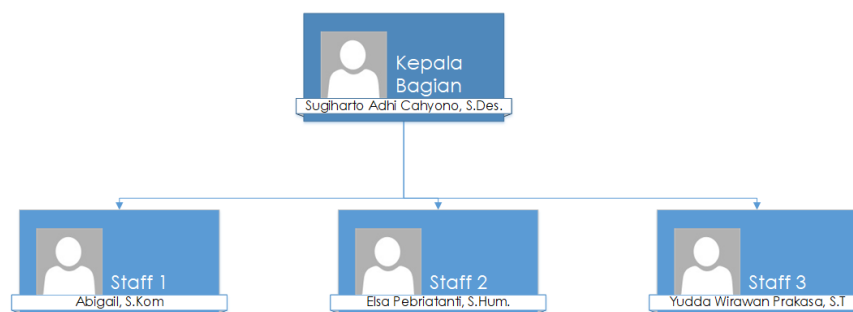 Kepala
Bagian
Sugiharto Adhi Cahyono, S.Des.
Staff 1
Abigail, S.Kom
Staff 2
Elsa Pebriatanti, S.Hum.
Staff 3
Yudda Wirawan Prakasa, S.T